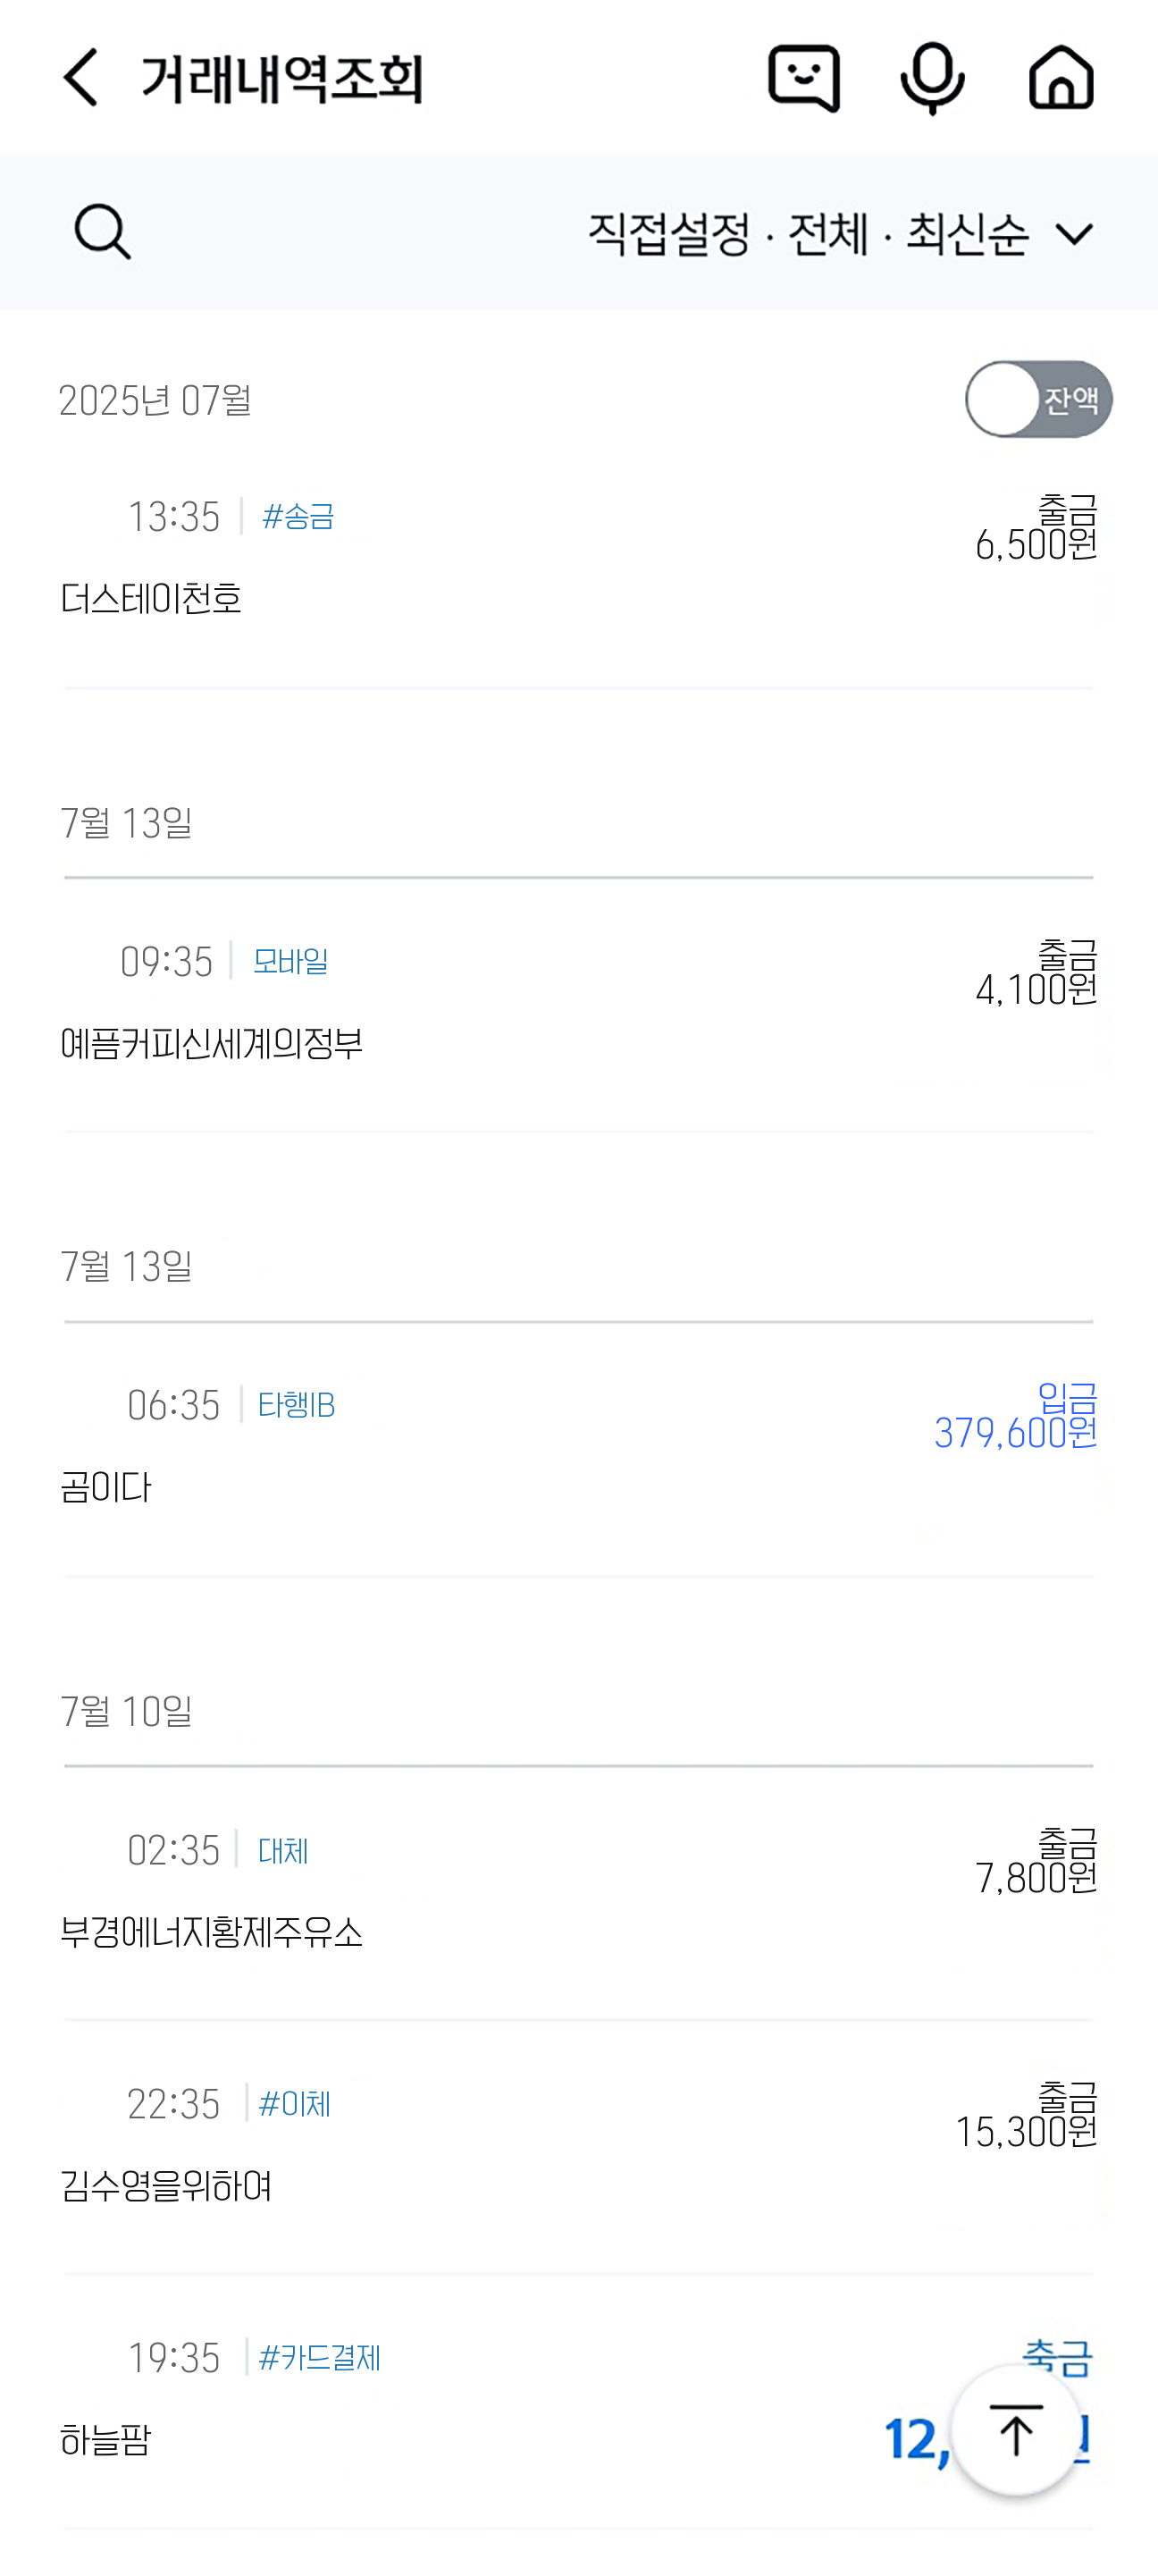 거래내역조회
직접설정 · 전체 · 최신순
2025년 07월
잔액
13:35 #송금
출금
6,500원
더스테이천호
7월 13일
09:35 모바일
출금
4,100원
예픔커피신세계의정부
7월 13일
06:35 타행IB
입금
379,600원
곰이다
7월 10일
02:35 대체
출금
7,800원
부경에너지황제주유소
22:35 #이체
출금
15,300원
김수영을위하여
19:35 #카드결제
하늘팜
12,